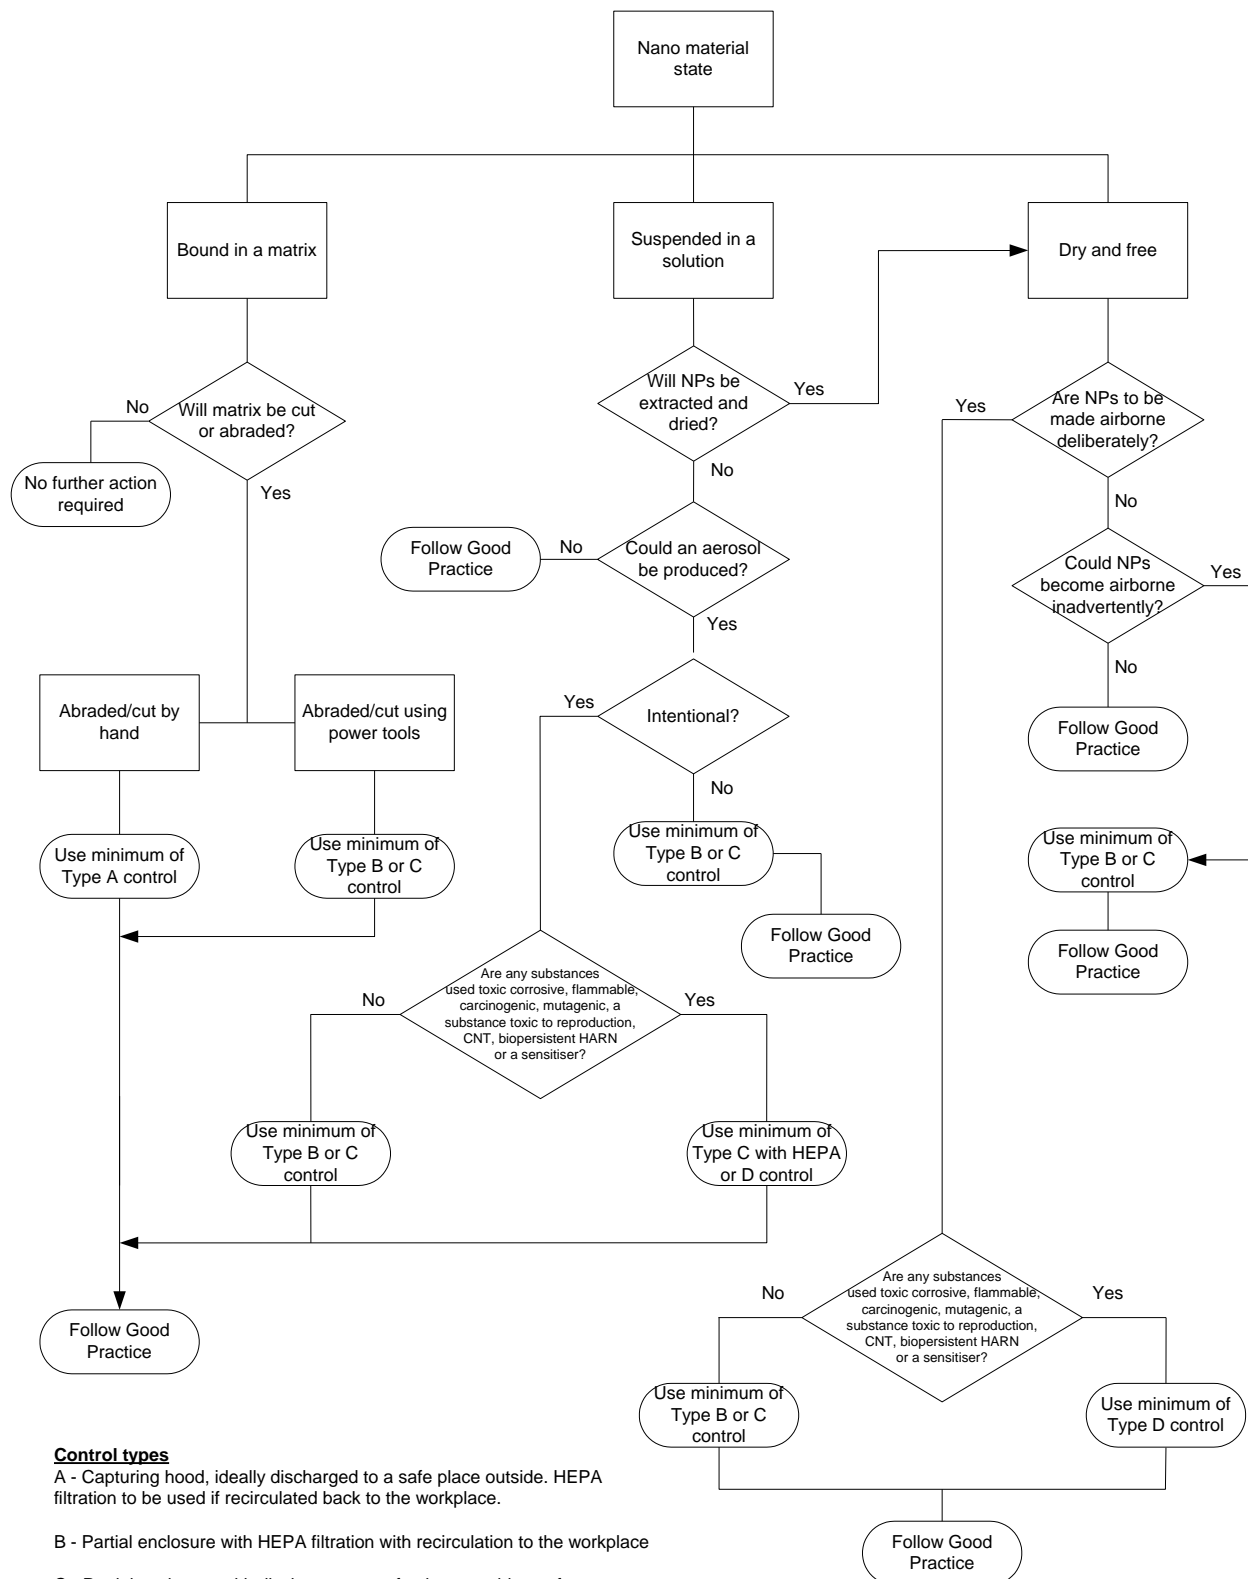 Nano material
state
Bound in a matrix
Suspended in a
solution
Dry and free
Will matrix be cut
or abraded?
No
Yes
No further action
required
Will NPs be
extracted and
dried?
Yes
No
Are NPs to be
made airborne
deliberately?
Yes
No
Follow Good
Practice
No
Could an aerosol
be produced?
Yes
Could NPs
become airborne
inadvertently?
Yes
No
Abraded/cut by
hand
Abraded/cut using
power tools
Yes
Intentional?
No
Follow Good
Practice
Use minimum of
Type A control
Use minimum of
Type B or C
control
Use minimum of
Type B or C
control
Follow Good
Practice
Use minimum of
Type B or C
control
Follow Good
Practice
No
Are any substances
used toxic corrosive, flammable,
carcinogenic, mutagenic, a
substance toxic to reproduction,
CNT, biopersistent HARN
or a sensitiser?
Yes
Use minimum of
Type B or C
control
Use minimum of
Type C with HEPA
or D control
Follow Good
Practice
No
Are any substances
used toxic corrosive, flammable,
carcinogenic, mutagenic, a
substance toxic to reproduction,
CNT, biopersistent HARN
or a sensitiser?
Yes
Use minimum of
Type B or C
control
Use minimum of
Type D control
Follow Good
Practice
Control types
A - Capturing hood, ideally discharged to a safe place outside. HEPA
filtration to be used if recirculated back to the workplace.
B - Partial enclosure with HEPA filtration with recirculation to the workplace